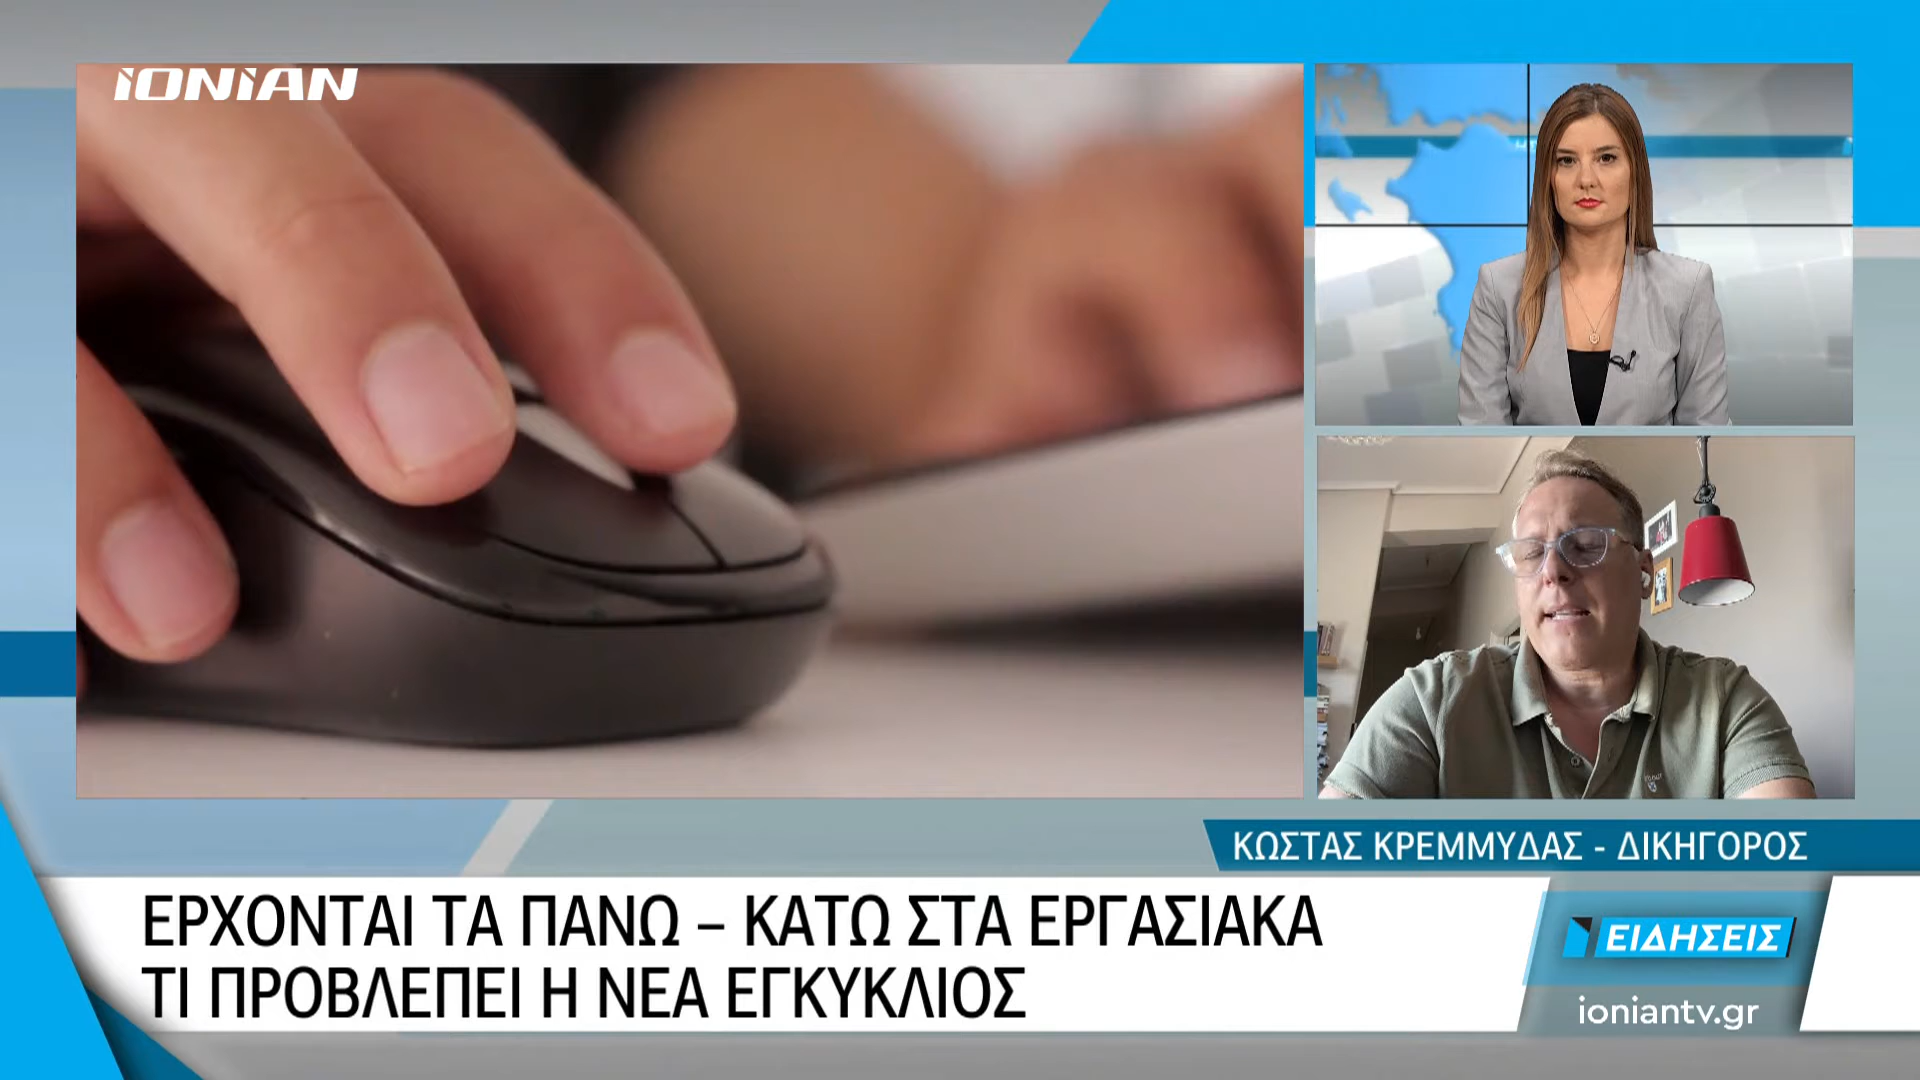 IONIAN
ΚΩΣΤΑΣ ΚΡΕΜΜΥΔΑΣ - ΔΙΚΗΓΟΡΟΣ
ΕΡΧΟΝΤΑΙ ΤΑ ΠΑΝΩ – ΚΑΤΩ ΣΤΑ ΕΡΓΑΣΙΑΚΑ
ΤΙ ΠΡΟΒΛΕΠΕΙ Η ΝΕΑ ΕΓΚΥΚΛΙΟΣ
ΕΙΔΗΣΕΙΣ
ioniantv.gr